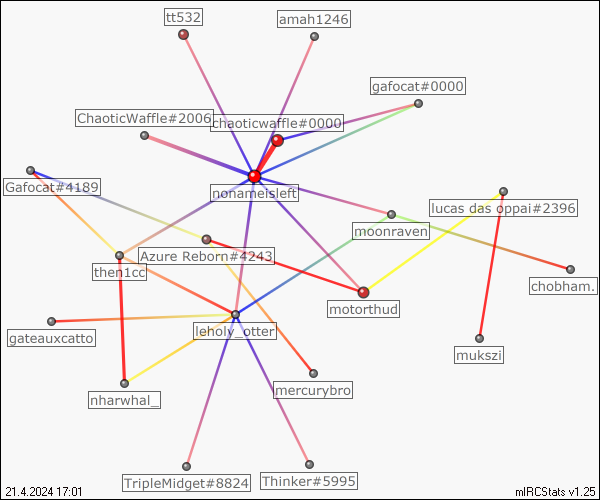 tt532
amah1246
gafocat#0000
ChaoticWaffle#2006
chaoticwaffle#0000
Gafocat#4189
nonameisleft
lucas das oppai#2396
moonraven
Azure Reborn#4243
then1cc
chobham.
motorthud
leholy_otter
gateauxcatto
mukszi
mercurybro
nharwhal_
TripleMidget#8824
Thinker#5995
21.4.2024 17:01
mIRCStats v1.25